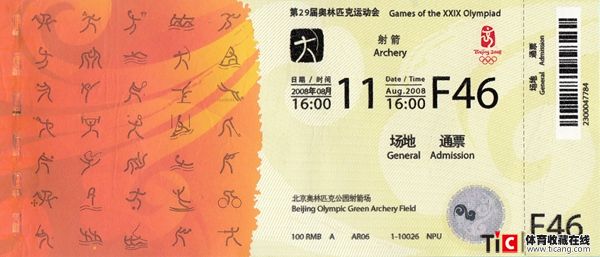 第29届奥林匹克运动会 Games of the XXIX Olympiad
射箭
Archery
Beijing 2008
日期 / 时间 Date / Time
2008年08月 11 Aug.2008 F46
16:00 16:00
场地 通票
General Admission
北京奥林匹克公园射箭场
Beijing Olympic Green Archery Field
100 RMB A AR06 1-10026 NPU
场地 通票
General Admission
2300047784
F46
TiC 体育收藏在线
www.ticang.com